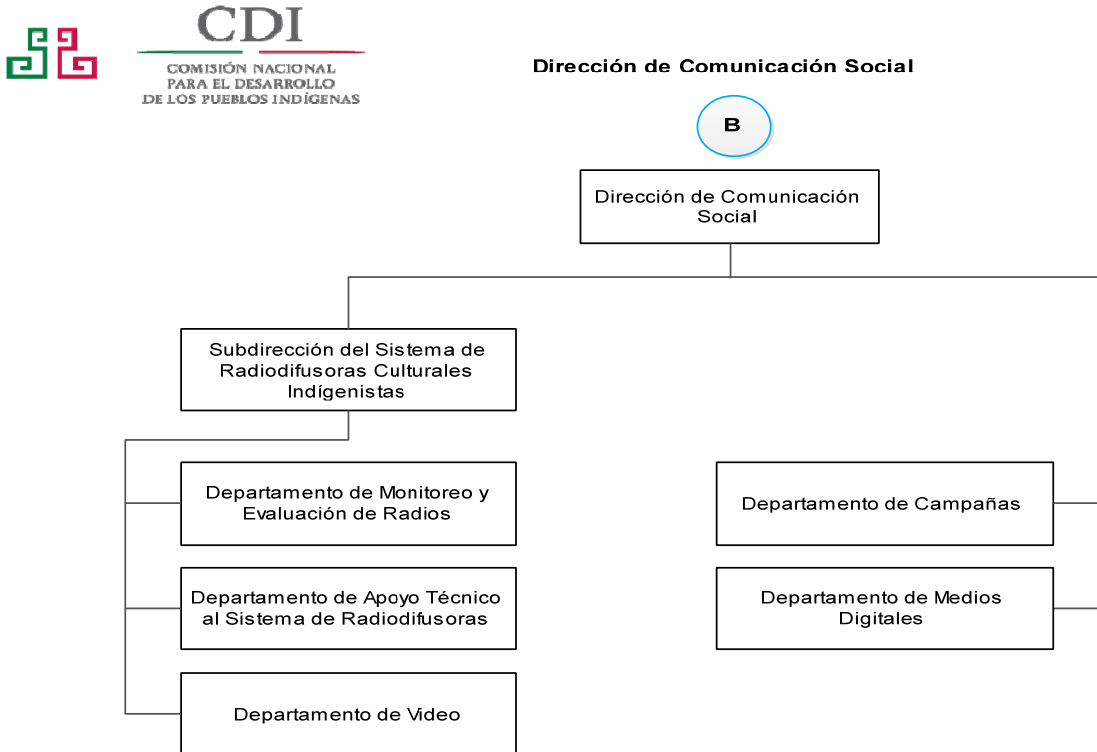 CDI
COMISIÓN NACIONAL
PARA EL DESARROLLO
DE LOS PUEBLOS INDÍGENAS
Dirección de Comunicación Social
B
Dirección de Comunicación
Social
Subdirección del Sistema de
Radiodifusoras Culturales
Indígenistas
Departamento de Monitoreo y
Evaluación de Radios
Departamento de Campañas
Departamento de Apoyo Técnico
al Sistema de Radiodifusoras
Departamento de Medios
Digitales
Departamento de Video